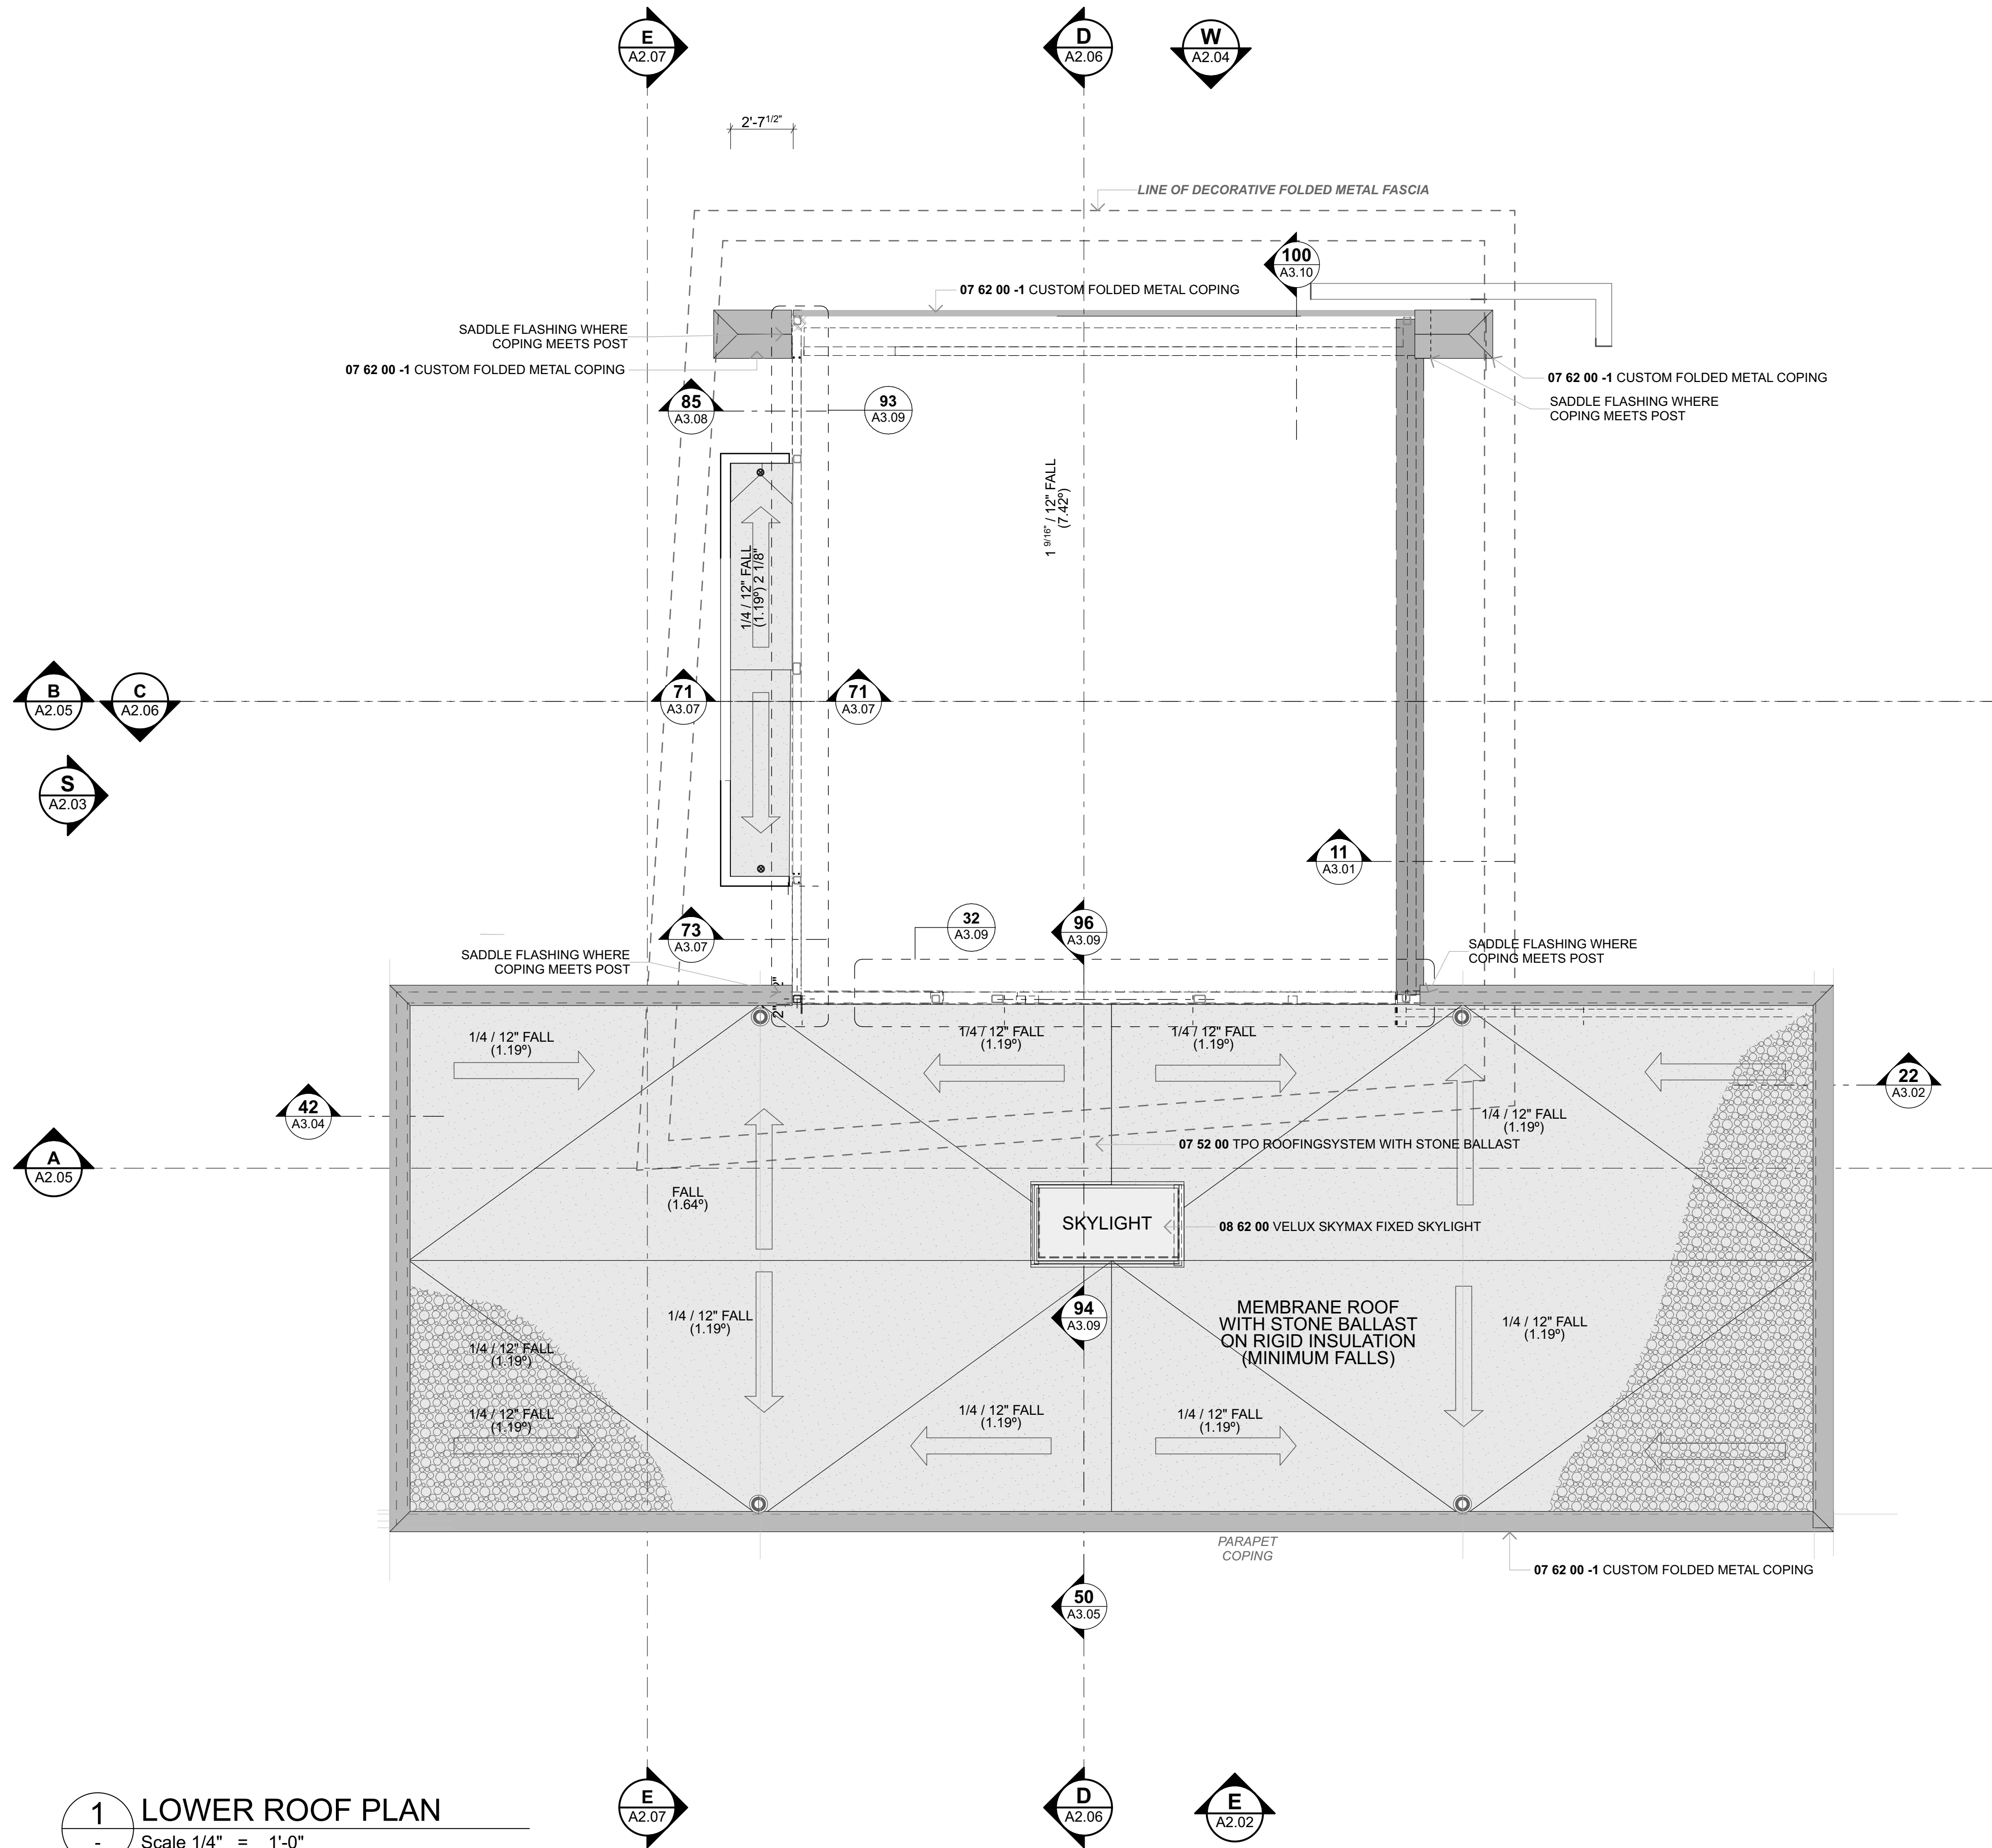 E
A2.07
D
A2.06
W
A2.04
2'-7 1/2"
LINE OF DECORATIVE FOLDED METAL FASCIA
100
A3.10
07 62 00 -1 CUSTOM FOLDED METAL COPING
SADDLE FLASHING WHERE
COPING MEETS POST
07 62 00 -1 CUSTOM FOLDED METAL COPING
07 62 00 -1 CUSTOM FOLDED METAL COPING
SADDLE FLASHING WHERE
COPING MEETS POST
85
A3.08
93
A3.09
1 9/16" / 12" FALL
(7.42º)
1/4 / 12" FALL
(1.19º) 2 1/8"
B
A2.05
C
A2.06
71
A3.07
71
A3.07
S
A2.03
11
A3.01
73
A3.07
32
A3.09
96
A3.09
SADDLE FLASHING WHERE
COPING MEETS POST
SADDLE FLASHING WHERE
COPING MEETS POST
1/4 / 12" FALL
(1.19º)
1/4 / 12" FALL
(1.19º)
1/4 / 12" FALL
(1.19º)
42
A3.04
22
A3.02
1/4 / 12" FALL
(1.19º)
07 52 00 TPO ROOFINGSYSTEM WITH STONE BALLAST
A
A2.05
FALL
(1.64º)
SKYLIGHT
08 62 00 VELUX SKYMAX FIXED SKYLIGHT
1/4 / 12" FALL
(1.19º)
94
A3.09
MEMBRANE ROOF
WITH STONE BALLAST
ON RIGID INSULATION
(MINIMUM FALLS)
1/4 / 12" FALL
(1.19º)
1/4 / 12" FALL
(1.19º)
1/4 / 12" FALL
(1.19º)
1/4 / 12" FALL
(1.19º)
1/4 / 12" FALL
(1.19º)
PARAPET
COPING
07 62 00 -1 CUSTOM FOLDED METAL COPING
50
A3.05
E
A2.07
D
A2.06
E
A2.02
1
-
LOWER ROOF PLAN
Scale 1/4" = 1'-0"